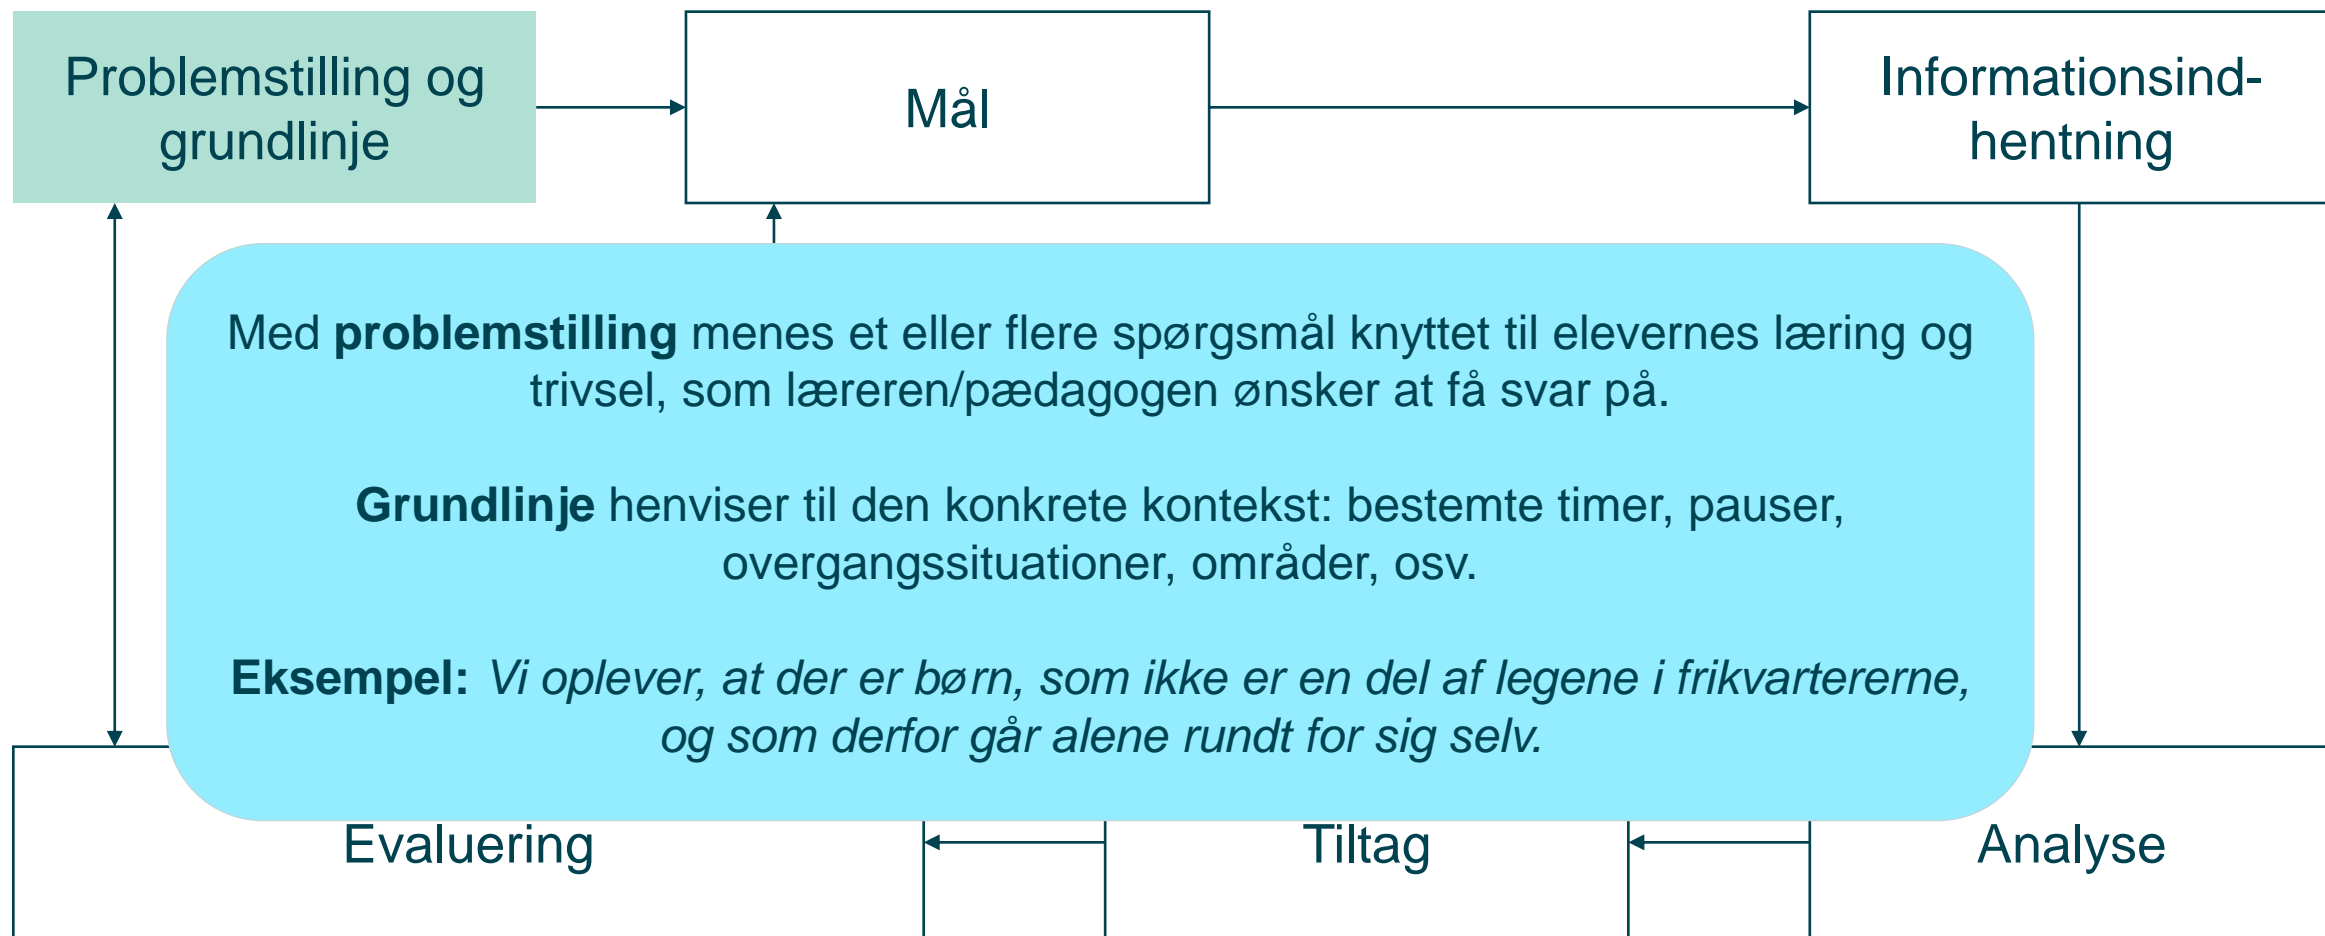 Problemstilling og
grundlinje
Mål
Informationsind-
hentning
Med problemstilling menes et eller flere spørgsmål knyttet til elevernes læring og
trivsel, som læreren/pædagogen ønsker at få svar på.
Grundlinje henviser til den konkrete kontekst: bestemte timer, pauser,
overgangssituationer, områder, osv.
Eksempel: Vi oplever, at der er børn, som ikke er en del af legene i frikvartererne,
og som derfor går alene rundt for sig selv.
Evaluering
Tiltag
Analyse